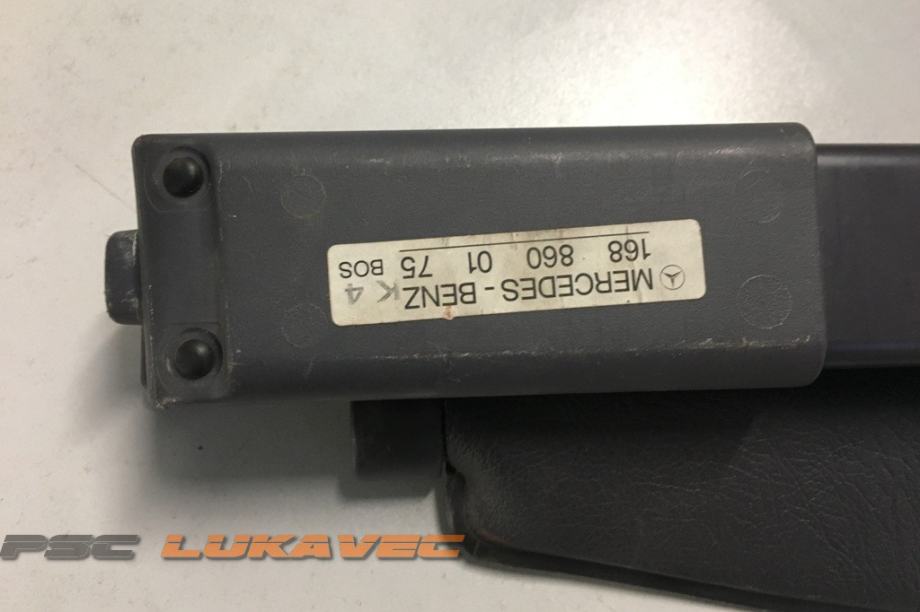 MERCEDES - BENZ K 4
168 860 01 75 BOS
PSC LUKAVEC